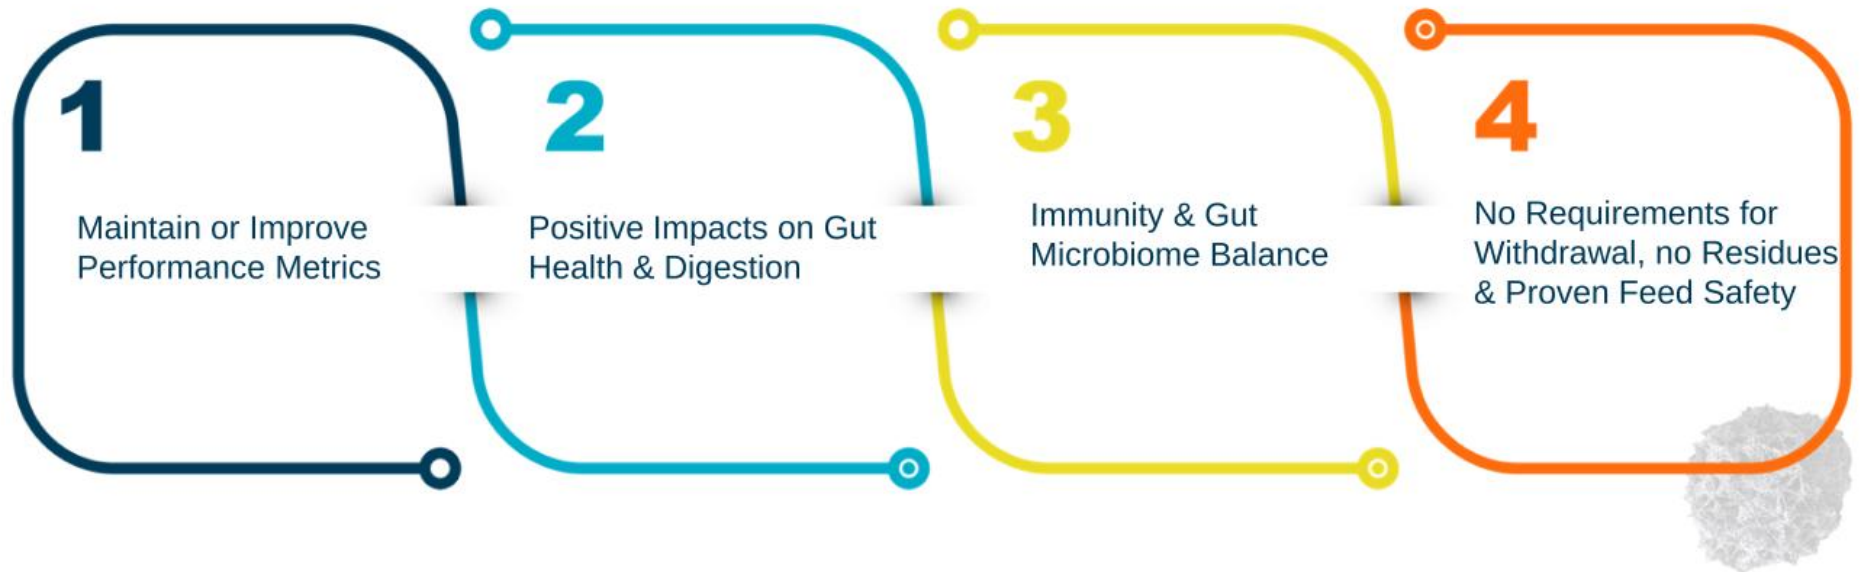 1
Maintain or Improve
Performance Metrics
2
Positive Impacts on Gut
Health & Digestion
3
Immunity & Gut
Microbiome Balance
4
No Requirements for
Withdrawal, no Residues
& Proven Feed Safety